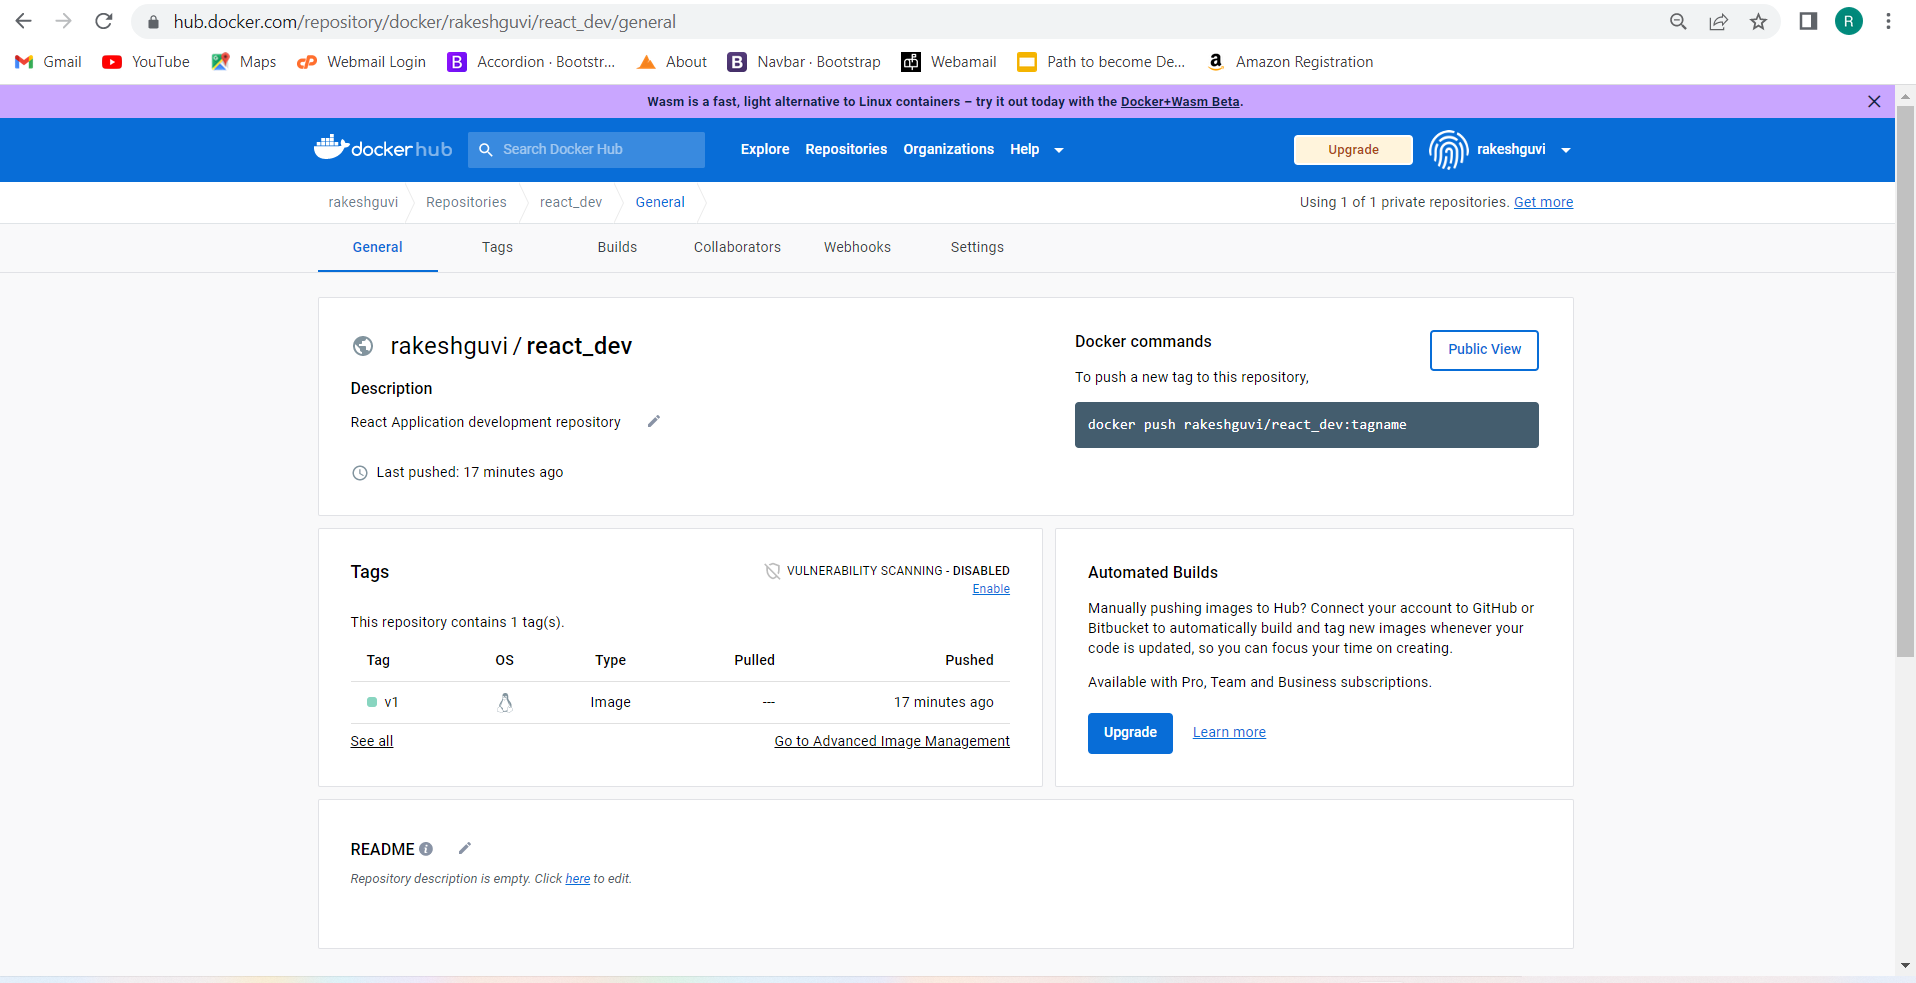 hub.docker.com/repository/docker/rakeshguvi/react_dev/general
R
Gmail YouTube Maps Webmail Login Accordion · Bootstr... About Navbar · Bootstrap Webamail Path to become De... Amazon Registration
Wasm is a fast, light alternative to Linux containers – try it out today with the Docker+Wasm Beta.
docker hub Search Docker Hub Explore Repositories Organizations Help Upgrade rakeshguvi
rakeshguvi Repositories react_dev General Using 1 of 1 private repositories. Get more
General Tags Builds Collaborators Webhooks Settings
rakeshguvi / react_dev
Description
React Application development repository
Last pushed: 17 minutes ago
Docker commands
Public View
To push a new tag to this repository,
docker push rakeshguvi/react_dev:tagname
Tags
VULNERABILITY SCANNING - DISABLED
Enable
This repository contains 1 tag(s).
Tag OS Type Pulled Pushed
v1 Image --- 17 minutes ago
See all Go to Advanced Image Management
Automated Builds
Manually pushing images to Hub? Connect your account to GitHub or
Bitbucket to automatically build and tag new images whenever your
code is updated, so you can focus your time on creating.
Available with Pro, Team and Business subscriptions.
Upgrade Learn more
README
Repository description is empty. Click here to edit.